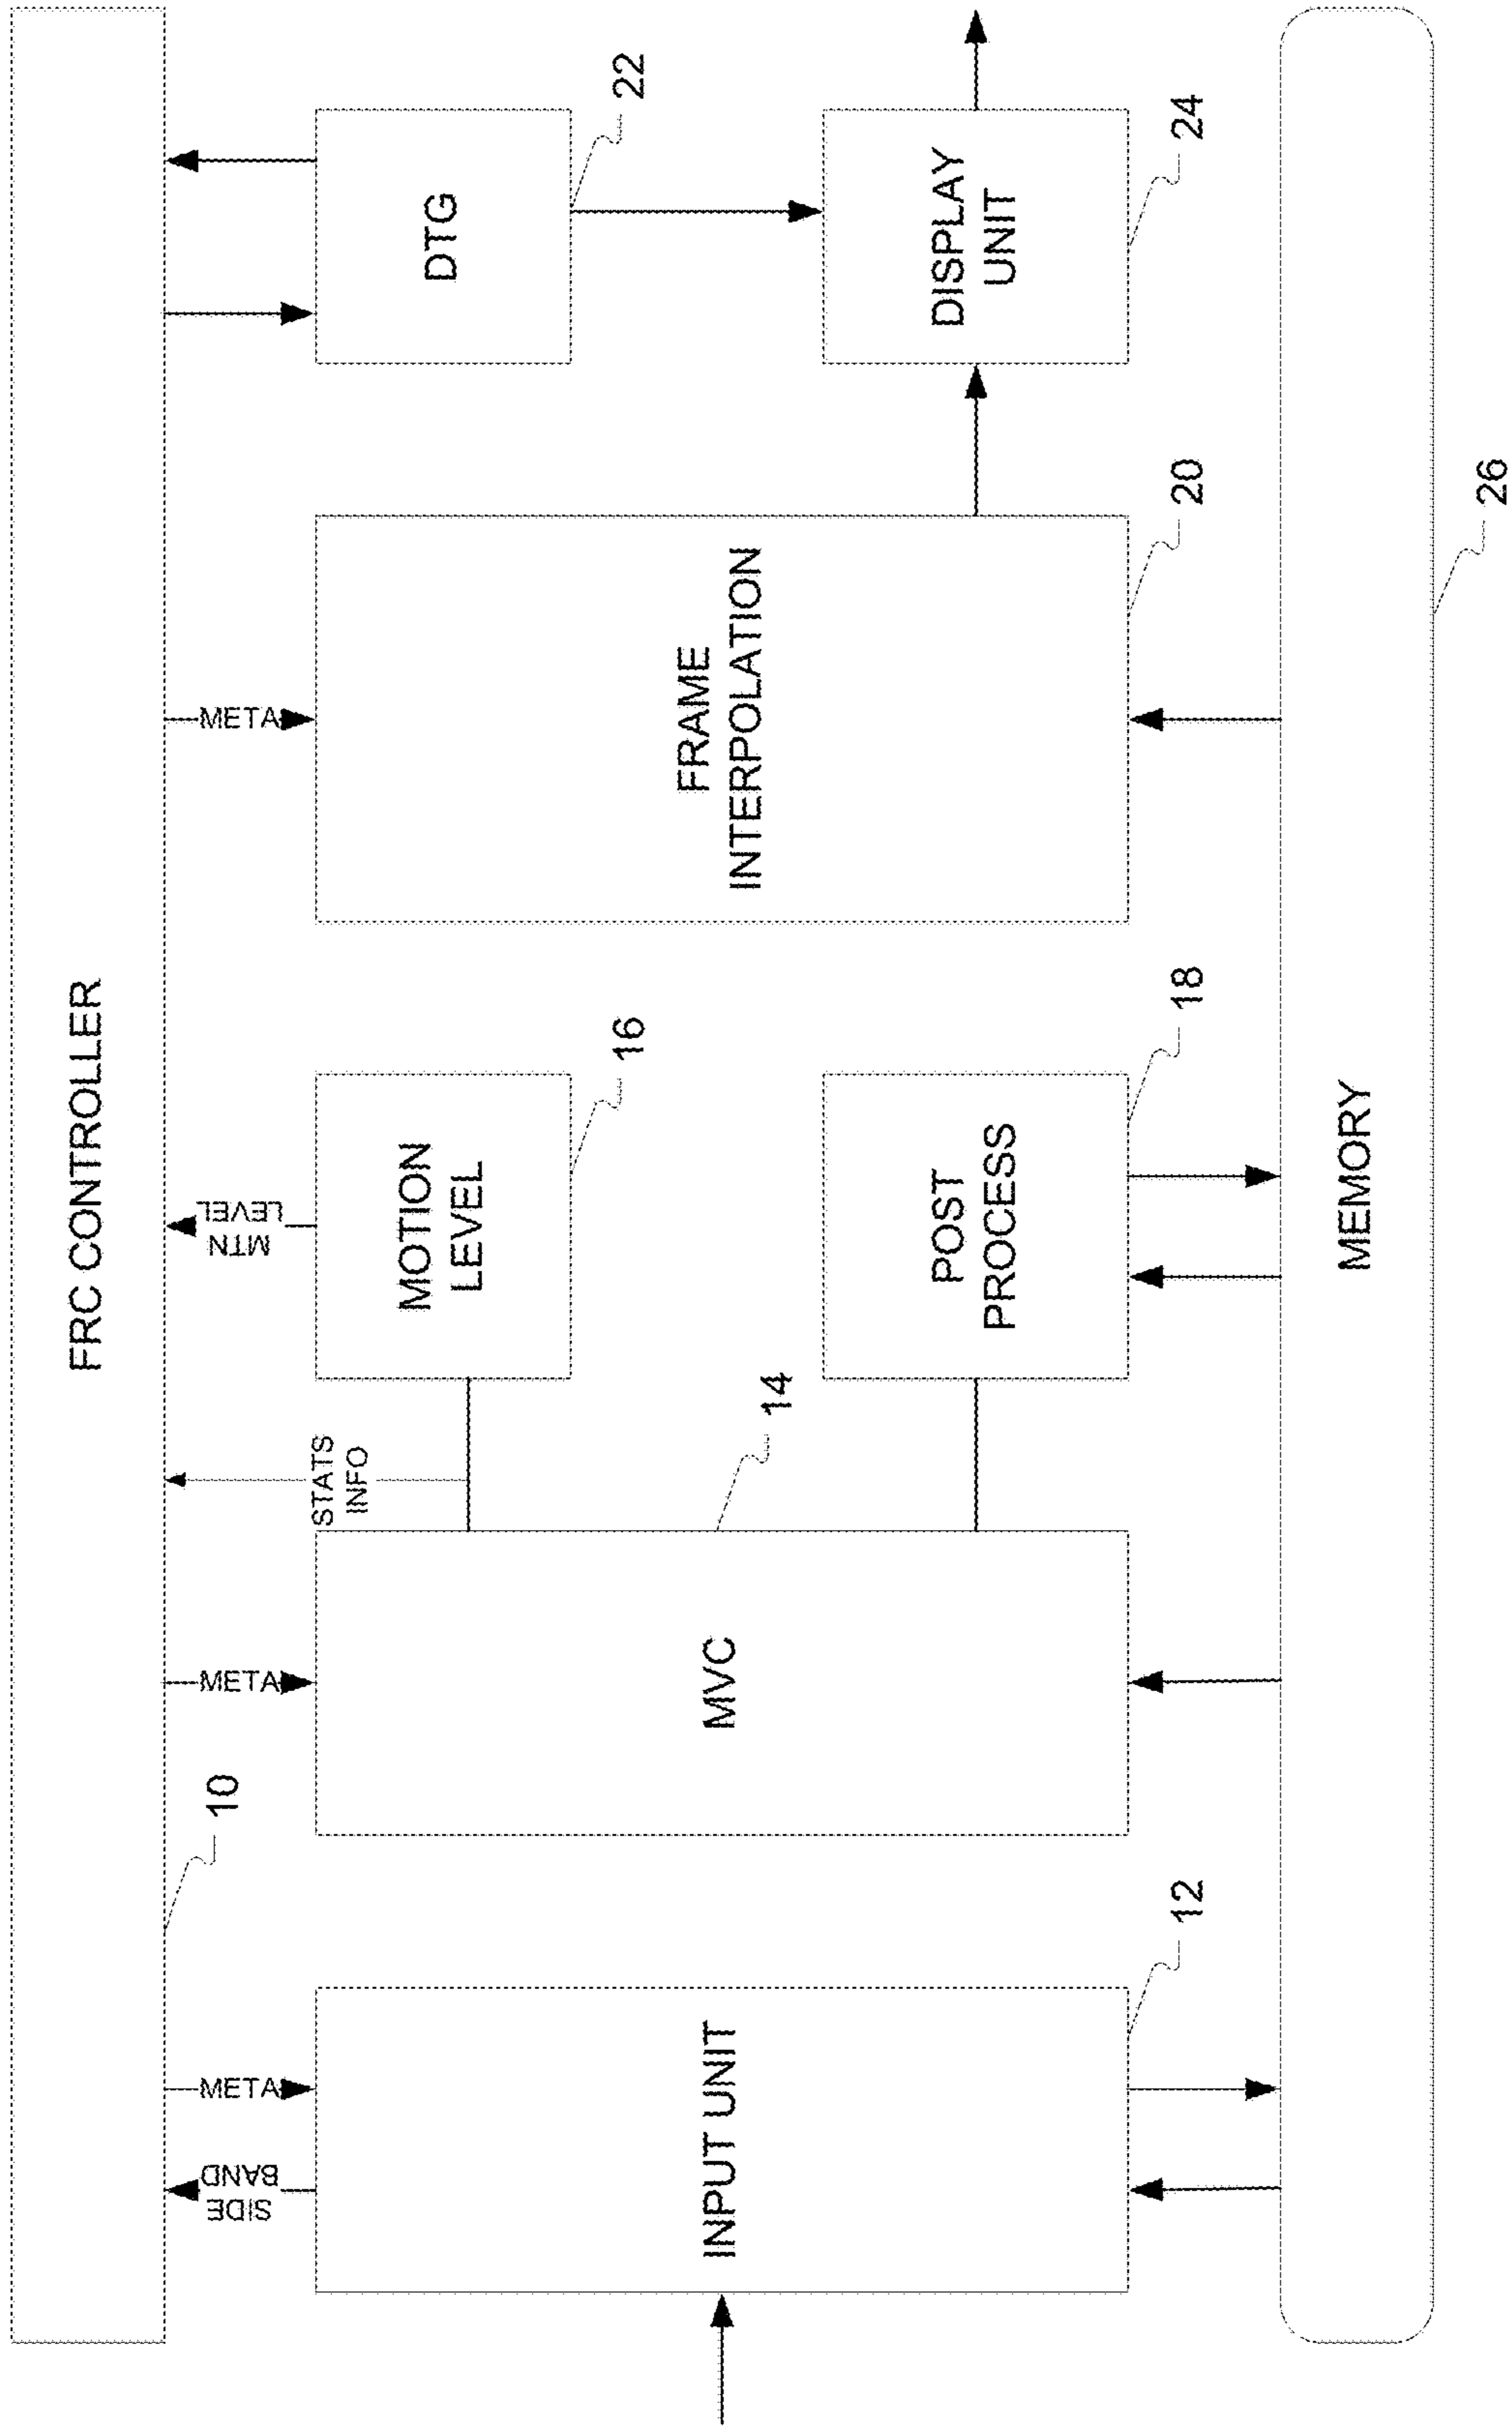 FRC CONTROLLER
10
SIDE
BAND
META
META
STATS
INFO
MTN
LEVEL
META
INPUT UNIT
12
MVC
14
MOTION
LEVEL
16
POST
PROCESS
18
FRAME
INTERPOLATION
20
DTG
22
DISPLAY
UNIT
24
MEMORY
26